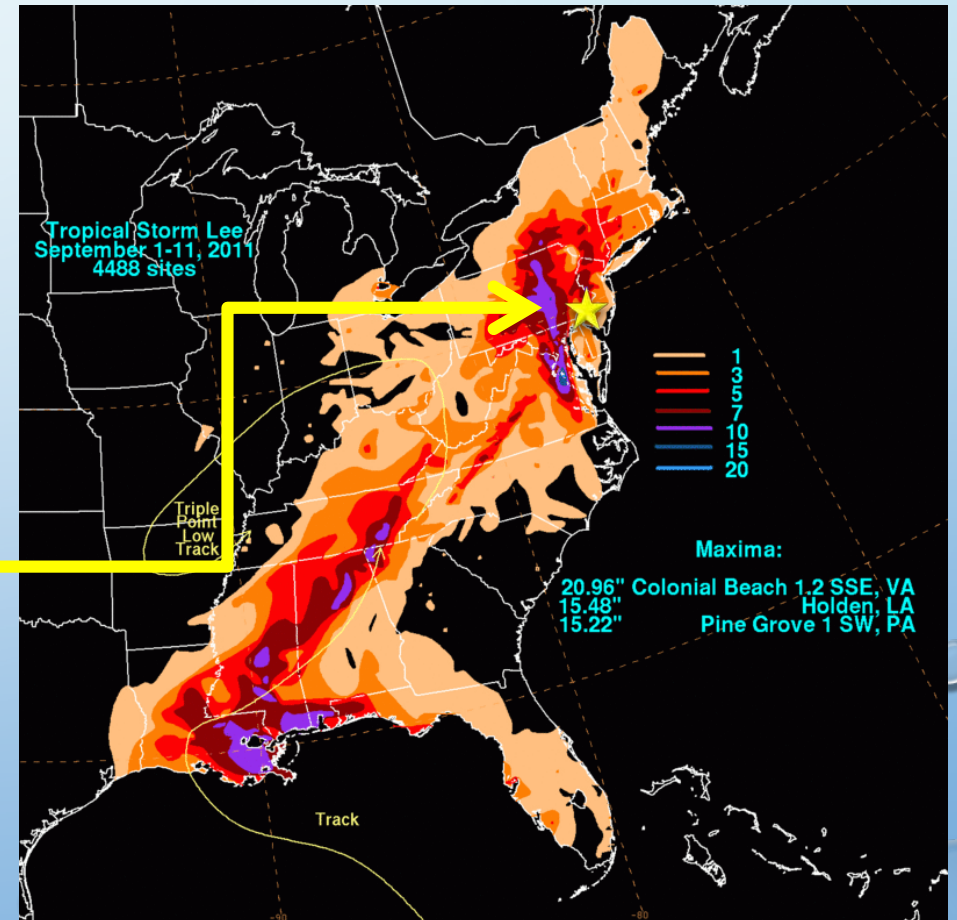 Tropical Storm Lee
September 1-11, 2011
4488 sites
1
3
5
7
10
15
20
Triple
Point
Low
Track
Maxima:
20.96" Colonial Beach 1.2 SSE, VA
15.48" Holden, LA
15.22" Pine Grove 1 SW, PA
Track
-90
-80